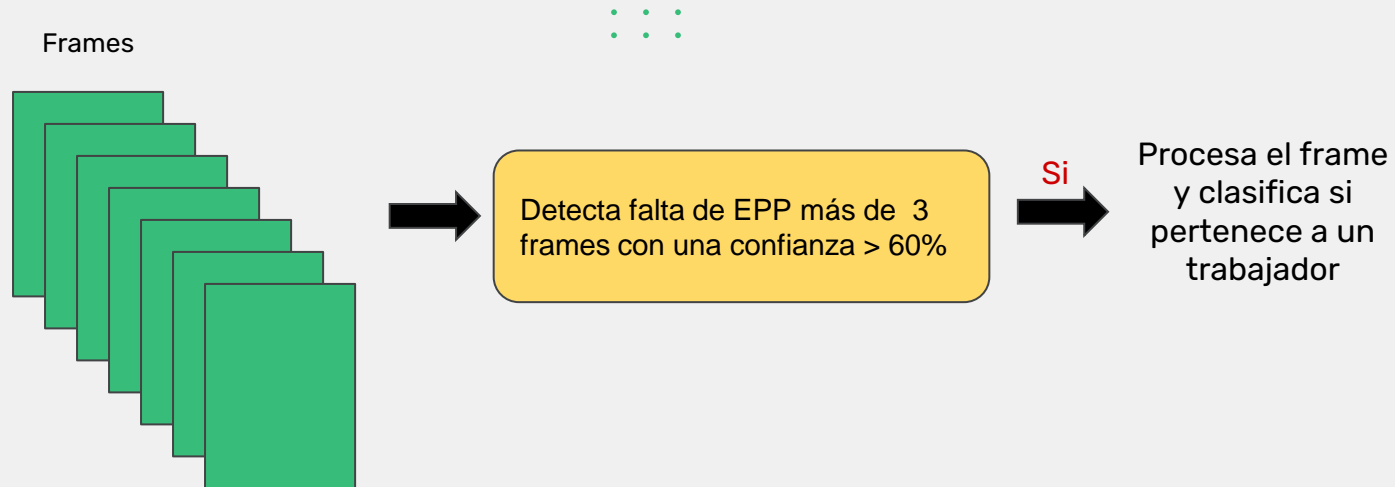 Frames
Detecta falta de EPP más de  3
frames con una confianza > 60%
Si
Procesa el frame
y clasifica si
pertenece a un
trabajador